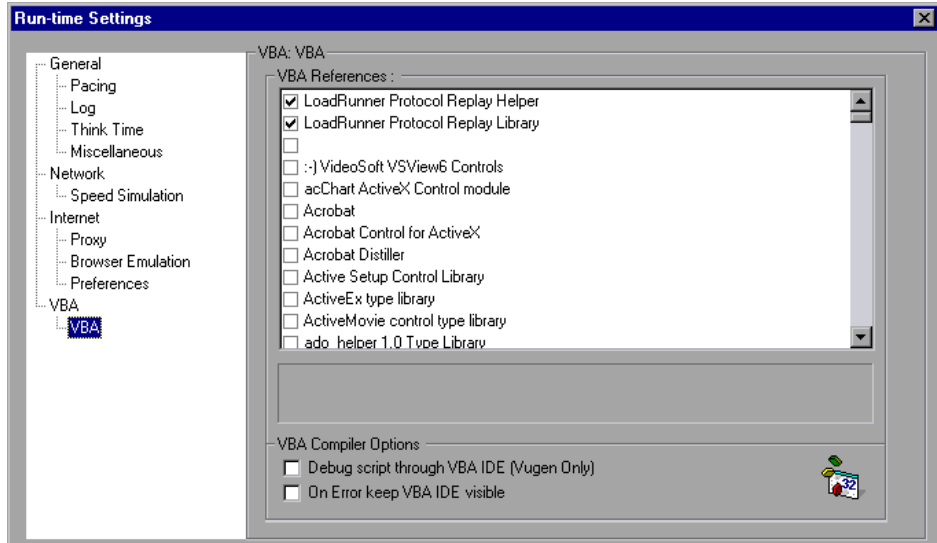 Run-time Settings
General
Pacing
Log
Think Time
Miscellaneous
Network
Speed Simulation
Internet
Proxy
Browser Emulation
Preferences
VBA
VBA
VBA: VBA
VBA References :
LoadRunner Protocol Replay Helper
LoadRunner Protocol Replay Library
:-) VideoSoft VSView6 Controls
acChart ActiveX Control module
Acrobat
Acrobat Control for ActiveX
Acrobat Distiller
Active Setup Control Library
ActiveEx type library
ActiveMovie control type library
ado_helper 1.0 Type Library
VBA Compiler Options
Debug script through VBA IDE (Vugen Only)
On Error keep VBA IDE visible
32